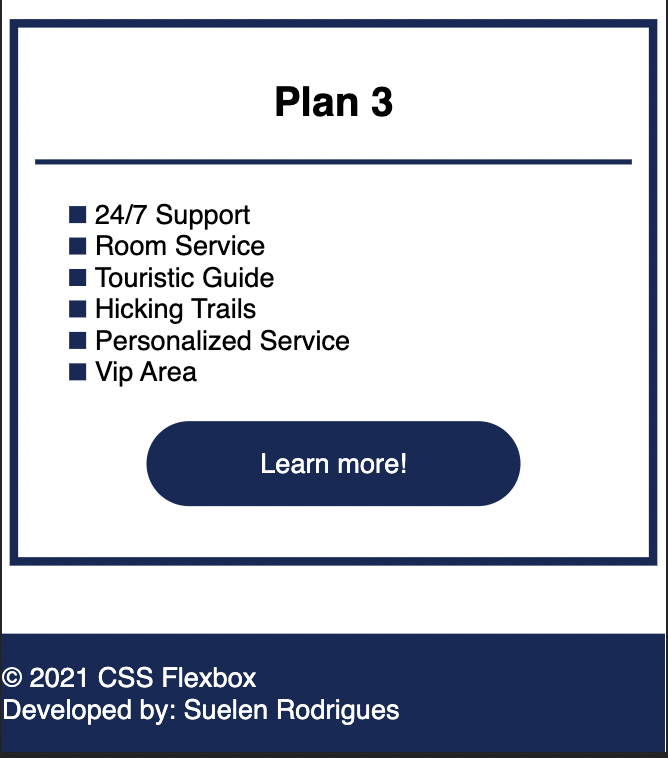 Plan 3
24/7 Support
Room Service
Touristic Guide
Hicking Trails
Personalized Service
Vip Area
Learn more!
© 2021 CSS Flexbox
Developed by: Suelen Rodrigues